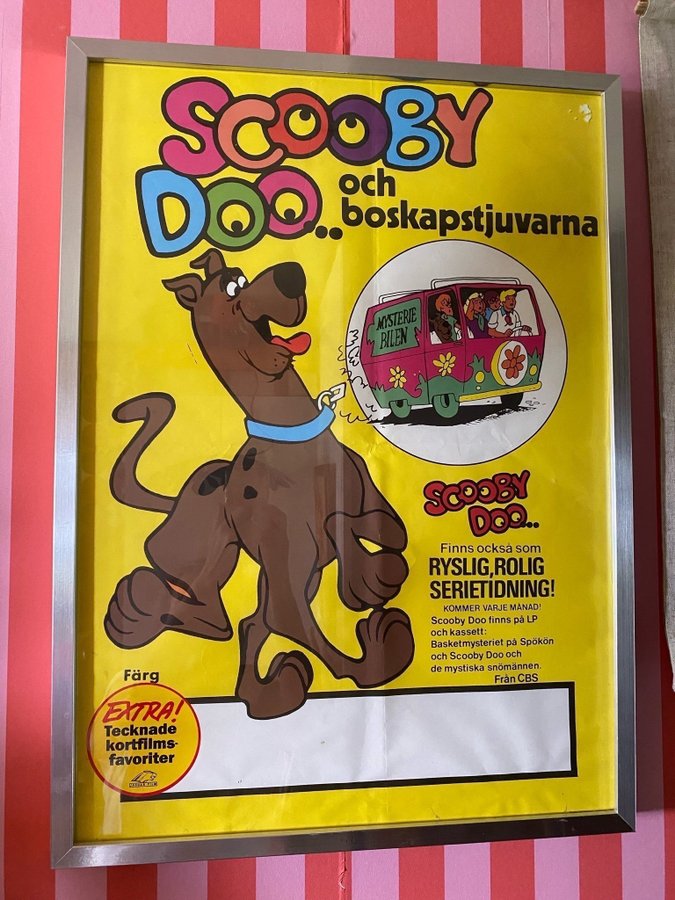 SCOOBY
DOO.. och
boskapstjuvarna
MYSTERIE
BILEN
SCOOBY
DOO...
Finns också som
RYSLIG,ROLIG
SERIETIDNING!
KOMMER VARJE MÅNAD!
Scooby Doo finns på LP
och kassett:
Basketmysteriet på Spökön
och Scooby Doo och
de mystiska snömännen.
Från CBS
Färg
EXTRA!
Tecknade
kortfilms-
favoriter